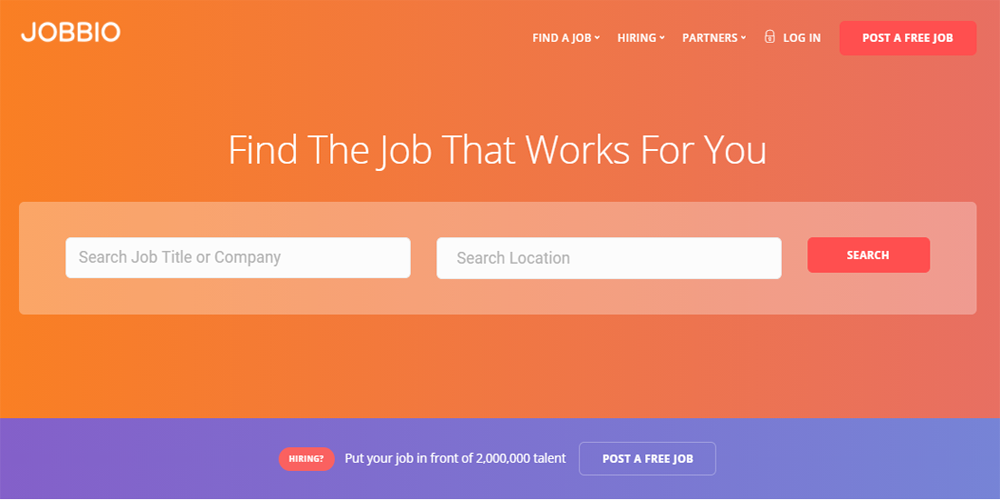 JOBBIO
FIND A JOB
HIRING
PARTNERS
LOG IN
POST A FREE JOB
Find The Job That Works For You
Search Job Title or Company
Search Location
SEARCH
HIRING?
Put your job in front of 2,000,000 talent
POST A FREE JOB